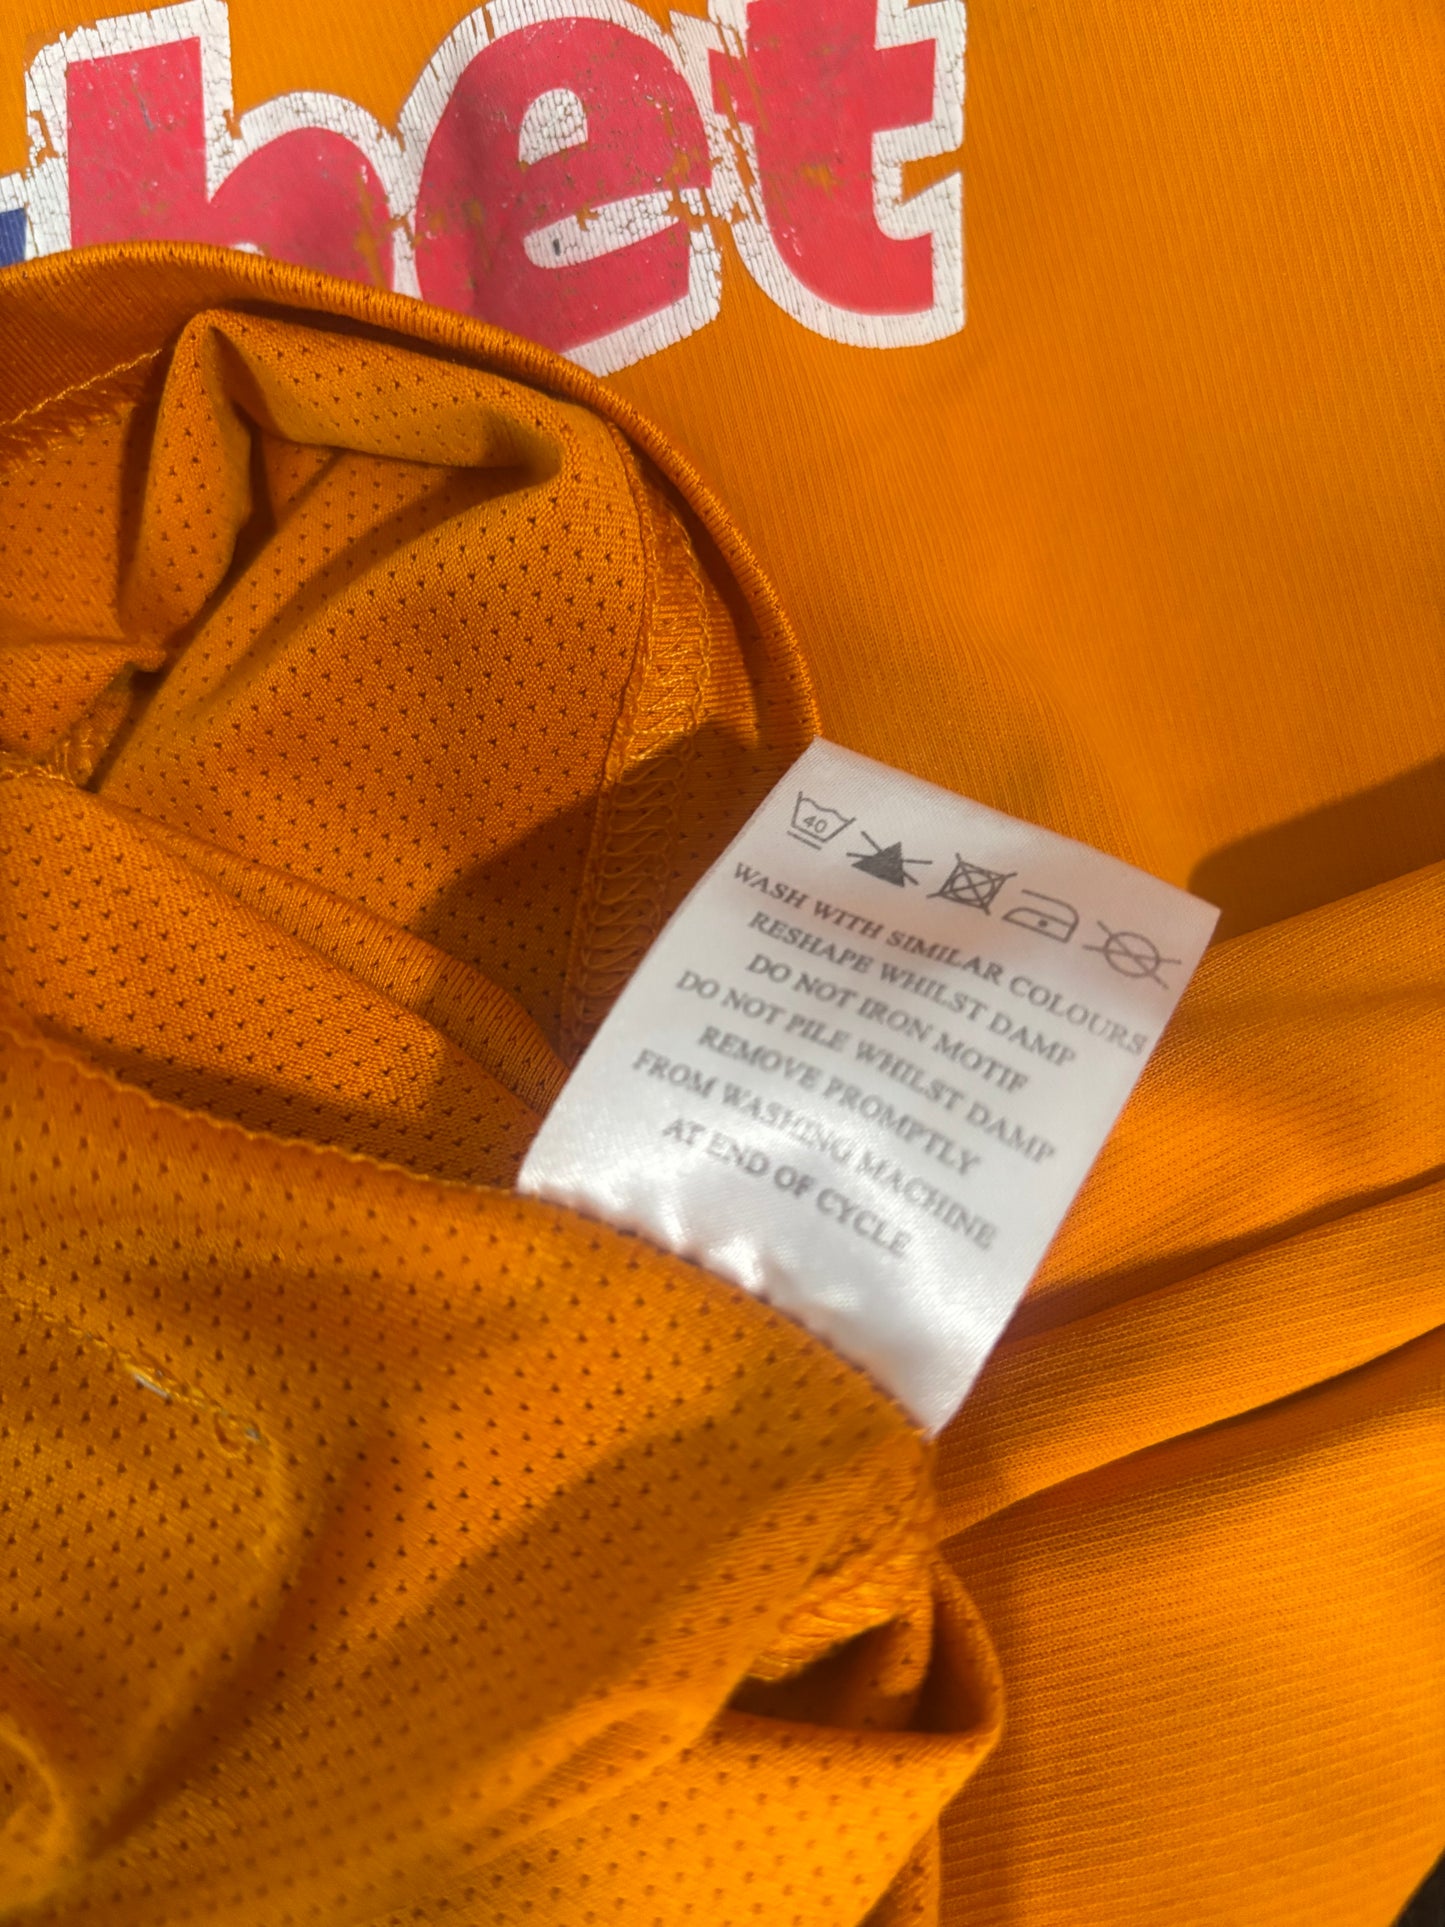 het
40
WASH WITH SIMILAR COLOURS
RESHAPE WHILST DAMP
DO NOT IRON MOTIF
DO NOT PILE WHILST DAMP
REMOVE PROMPTLY
FROM WASHING MACHINE
AT END OF CYCLE